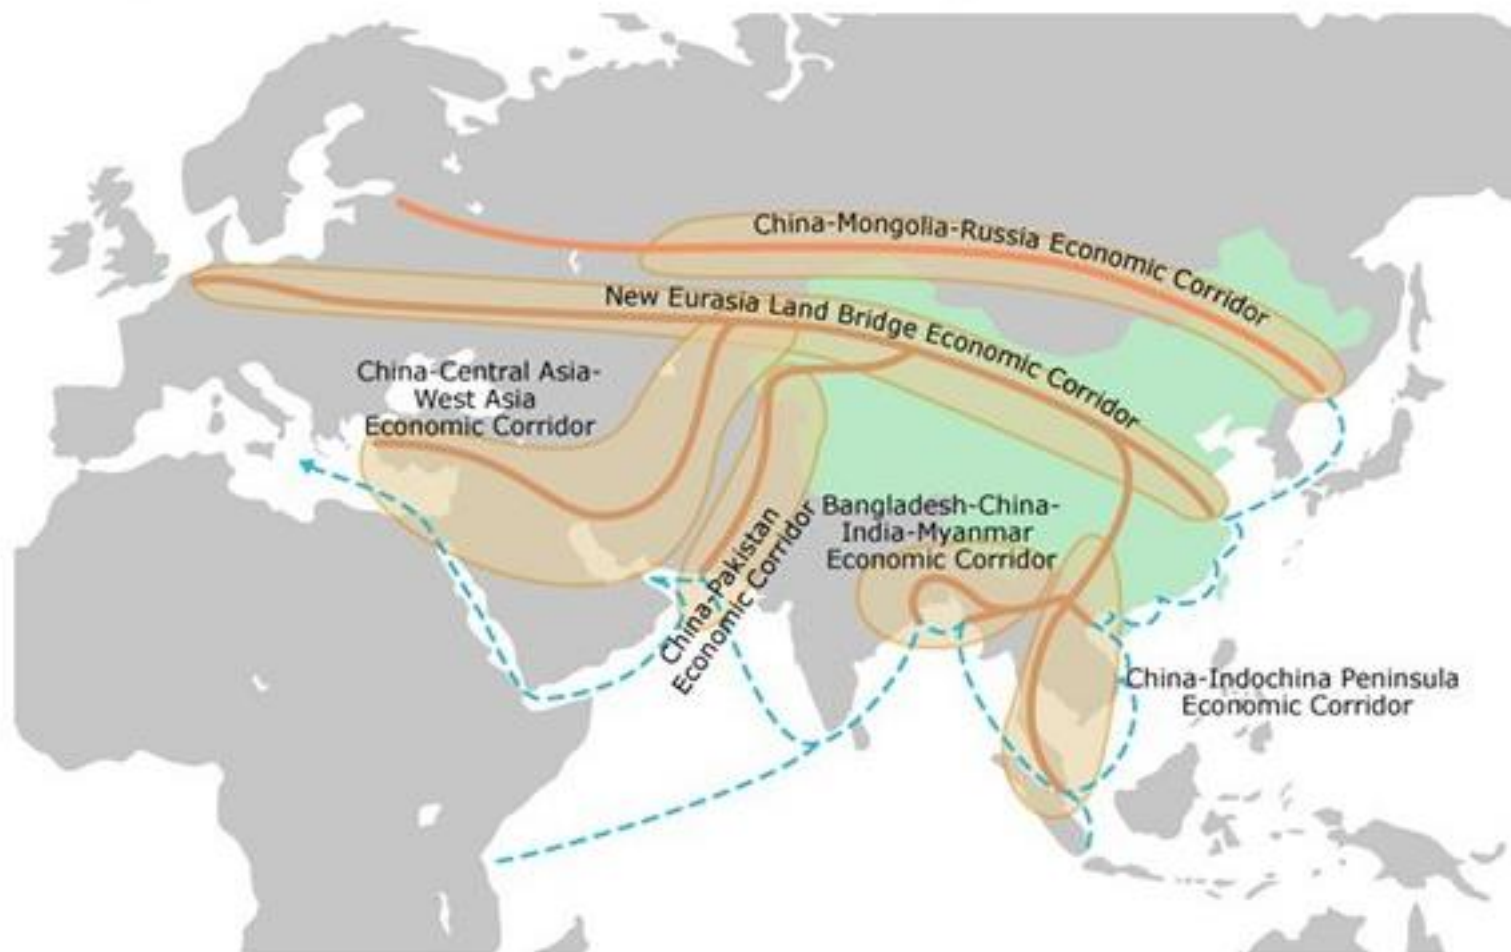 China-Mongolia-Russia Economic Corridor
New Eurasia Land Bridge Economic Corridor
China-Central Asia-
West Asia
Economic Corridor
China-Pakistan
Economic Corridor
Bangladesh-China-
India-Myanmar
Economic Corridor
China-Indochina Peninsula
Economic Corridor